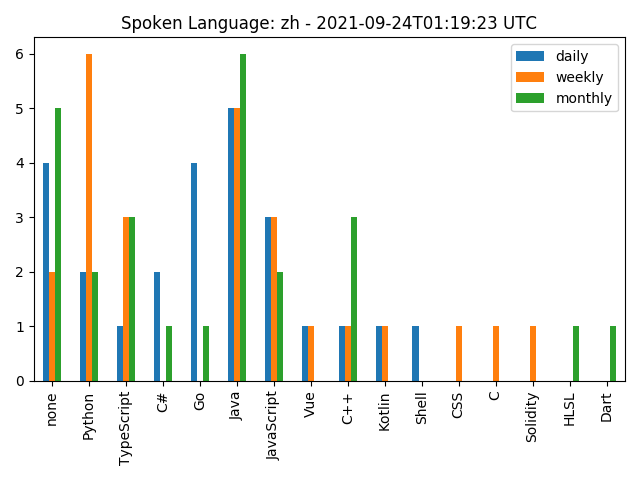 Spoken Language: zh - 2021-09-24T01:19:23 UTC
daily
weekly
monthly
6
5
4
3
2
1
0
none
Python
TypeScript
C#
Go
Java
JavaScript
Vue
C++
Kotlin
Shell
CSS
C
Solidity
HLSL
Dart